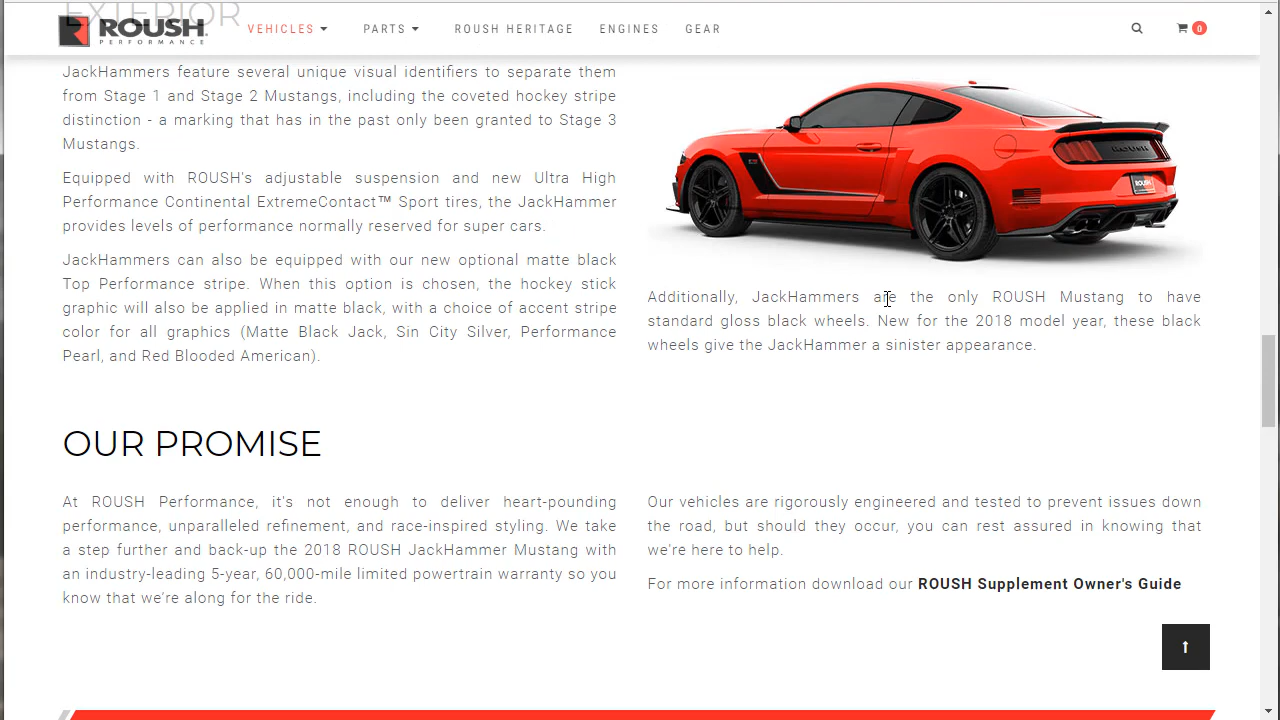 EXTERIOR
ROUSH
PERFORMANCE
VEHICLES
PARTS
ROUSH HERITAGE
ENGINES
GEAR
0
JackHammers feature several unique visual identifiers to separate them
from Stage 1 and Stage 2 Mustangs, including the coveted hockey stripe
distinction - a marking that has in the past only been granted to Stage 3
Mustangs.
Equipped with ROUSH's adjustable suspension and new Ultra High
Performance Continental ExtremeContact™ Sport tires, the JackHammer
provides levels of performance normally reserved for super cars.
JackHammers can also be equipped with our new optional matte black
Top Performance stripe. When this option is chosen, the hockey stick
graphic will also be applied in matte black, with a choice of accent stripe
color for all graphics (Matte Black Jack, Sin City Silver, Performance
Pearl, and Red Blooded American).
ROUSH
ROUSH
Additionally, JackHammers are the only ROUSH Mustang to have
standard gloss black wheels. New for the 2018 model year, these black
wheels give the JackHammer a sinister appearance.
OUR PROMISE
At ROUSH Performance, it's not enough to deliver heart-pounding
performance, unparalleled refinement, and race-inspired styling. We take
a step further and back-up the 2018 ROUSH JackHammer Mustang with
an industry-leading 5-year, 60,000-mile limited powertrain warranty so you
know that we're along for the ride.
Our vehicles are rigorously engineered and tested to prevent issues down
the road, but should they occur, you can rest assured in knowing that
we're here to help.
For more information download our ROUSH Supplement Owner's Guide